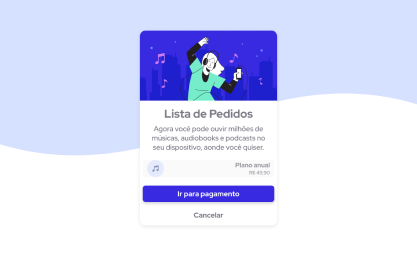 Lista de Pedidos
Agora você pode ouvir milhões de
músicas, audiobooks e podcasts no
seu dispositivo, aonde você quiser.
Plano anual
R$ 43,90
Ir para pagamento
Cancelar